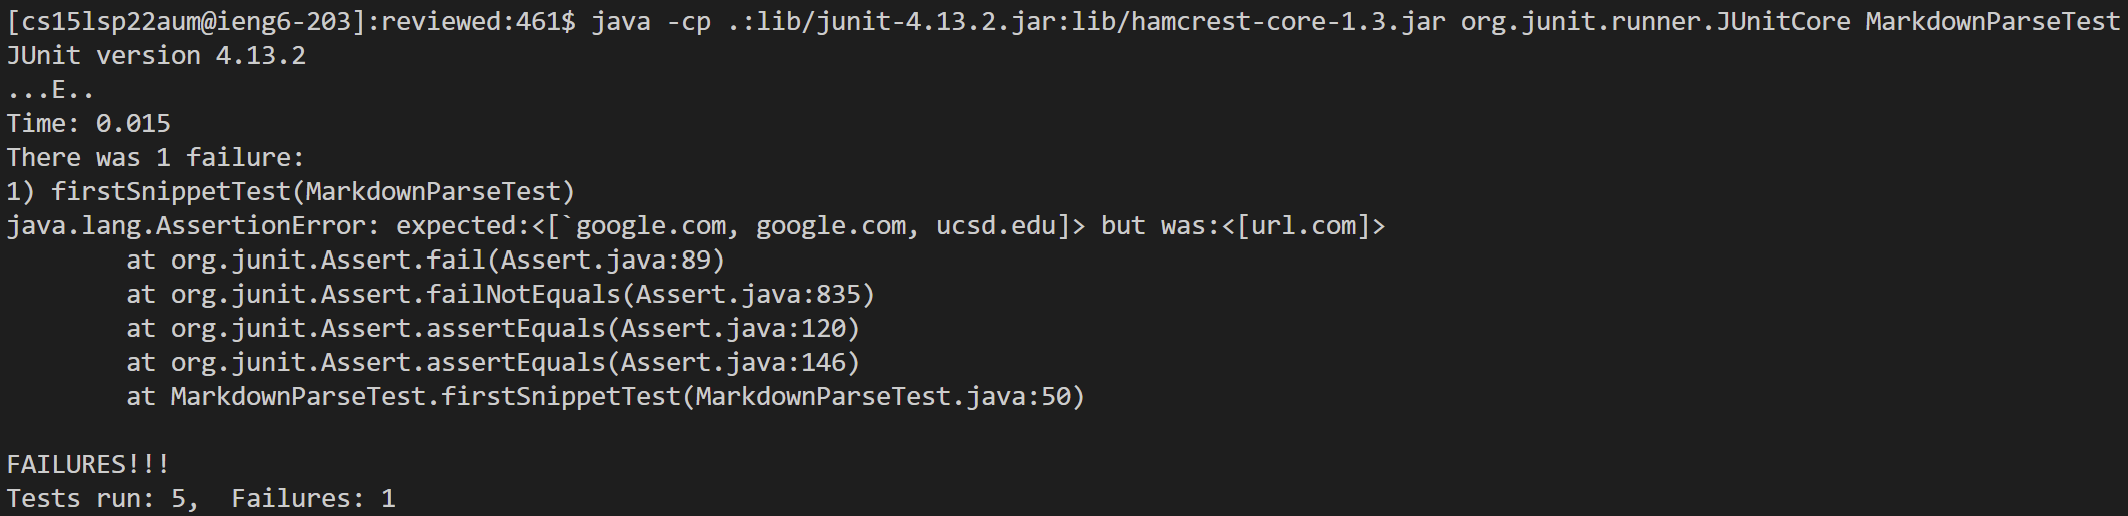 [cs15lsp22aum@ieng6-203]:reviewed:461$ java -cp .:lib/junit-4.13.2.jar:lib/hamcrest-core-1.3.jar org.junit.runner.JUnitCore MarkdownParseTest
JUnit version 4.13.2
...E..
Time: 0.015
There was 1 failure:
1) firstSnippetTest(MarkdownParseTest)
java.lang.AssertionError: expected:<[`google.com, google.com, ucsd.edu]> but was:<[url.com]>
        at org.junit.Assert.fail(Assert.java:89)
        at org.junit.Assert.failNotEquals(Assert.java:835)
        at org.junit.Assert.assertEquals(Assert.java:120)
        at org.junit.Assert.assertEquals(Assert.java:146)
        at MarkdownParseTest.firstSnippetTest(MarkdownParseTest.java:50)

FAILURES!!!
Tests run: 5,  Failures: 1